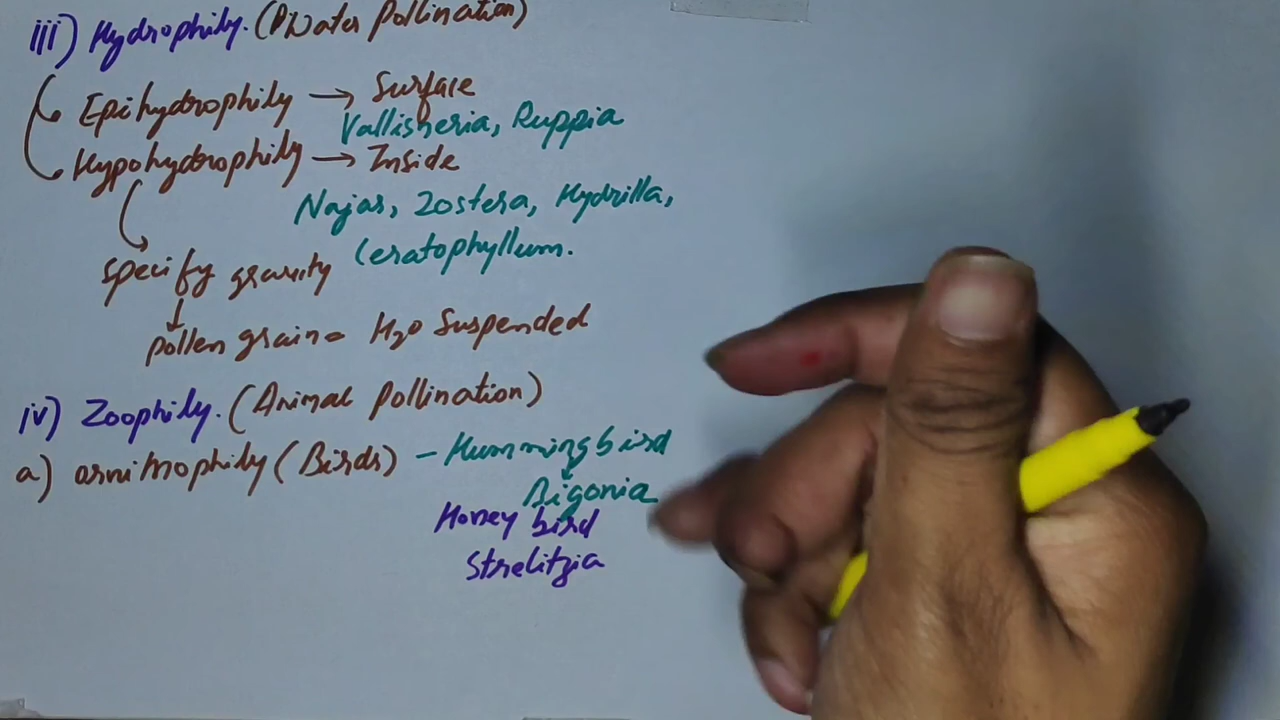 iii) Hydrophily. (Water Pollination)
Epihydrophily → Surface
Vallisneria, Ruppia
Hypohydrophily → Inside
Najas, Zostera, Hydrilla,
Ceratophyllum.
Specify gravity
Pollen grain = H2O Suspended
iv) Zoophily. (Animal Pollination)
a) ornithophily (Birds) - Humming bird
Bigonia
Honey bird
Strelitzia